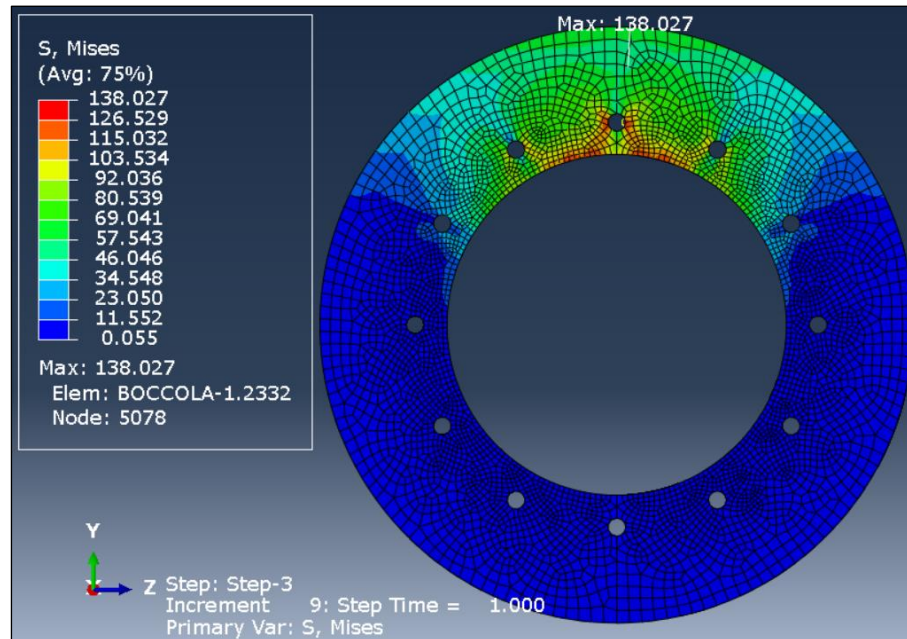 Max: 138.027
S, Mises
(Avg: 75%)
138.027
126.529
115.032
103.534
92.036
80.539
69.041
57.543
46.046
34.548
23.050
11.552
0.055
Max: 138.027
Elem: BOCCOLA-1.2332
Node: 5078
Y
X
Z
Step: Step-3
Increment 9: Step Time = 1.000
Primary Var: S, Mises